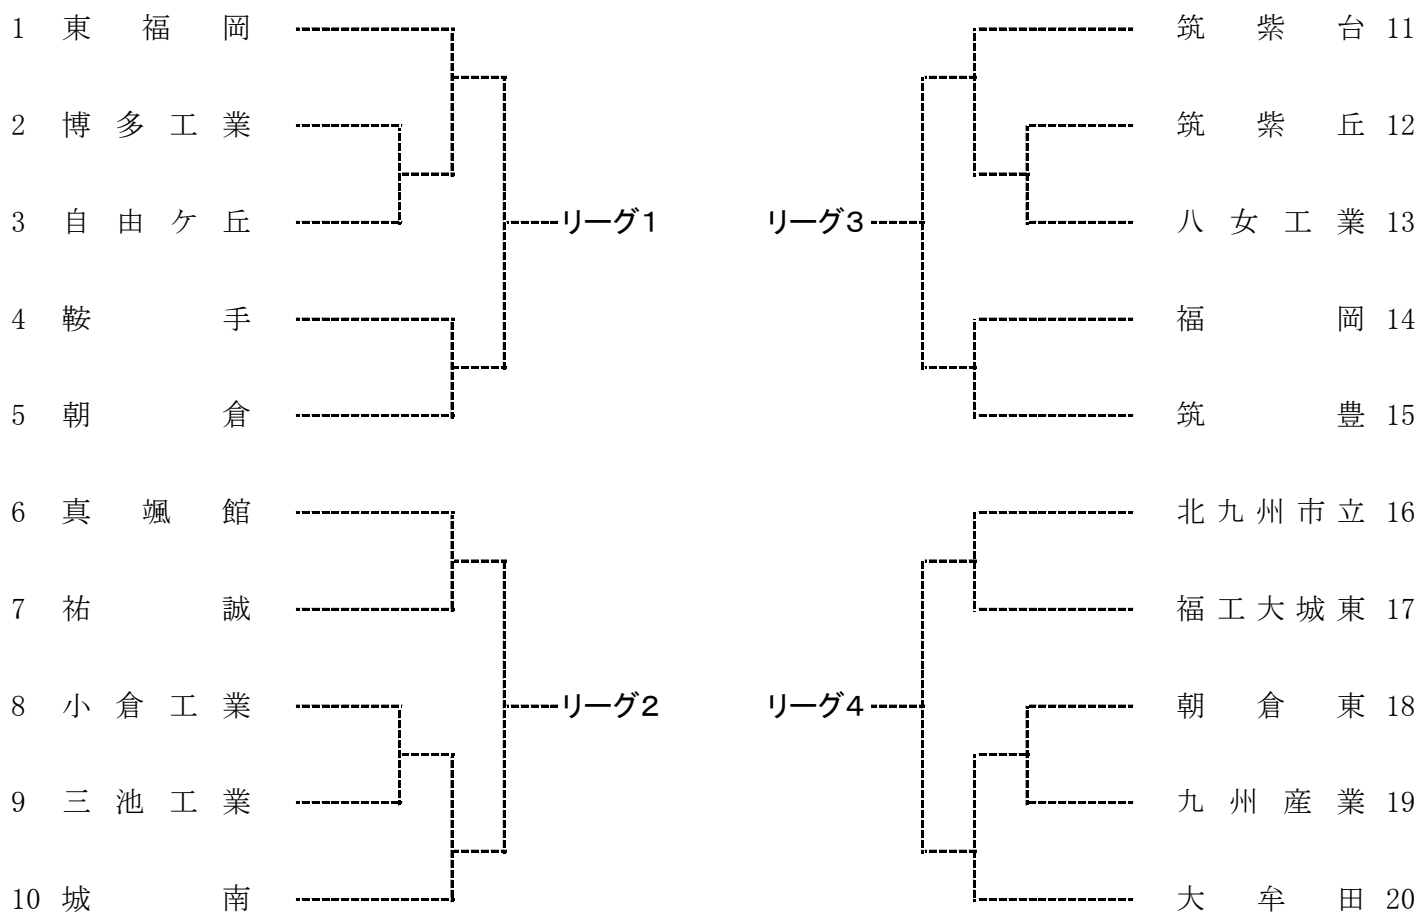 1 東福岡
2 博多工業
3 自由ケ丘
4 鞍手
5 朝倉
6 真颯館
7 祐誠
8 小倉工業
9 三池工業
10 城南
リーグ1
リーグ2
リーグ3
リーグ4
筑紫台 11
筑紫丘 12
八女工業 13
福岡 14
筑豊 15
北九州市立 16
福工大城東 17
朝倉東 18
九州産業 19
大牟田 20